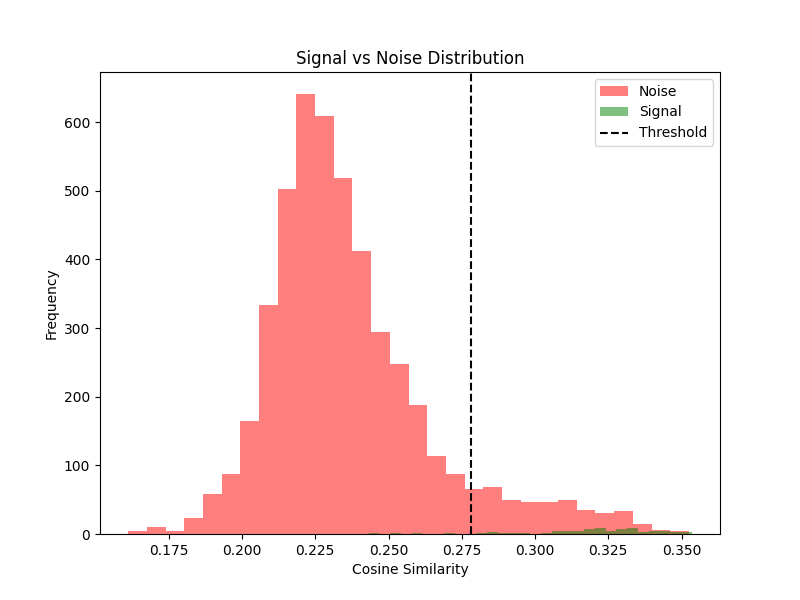 Signal vs Noise Distribution
Noise
Signal
Threshold
Frequency
600
500
400
300
200
100
0
0.175 0.200 0.225 0.250 0.275 0.300 0.325 0.350
Cosine Similarity